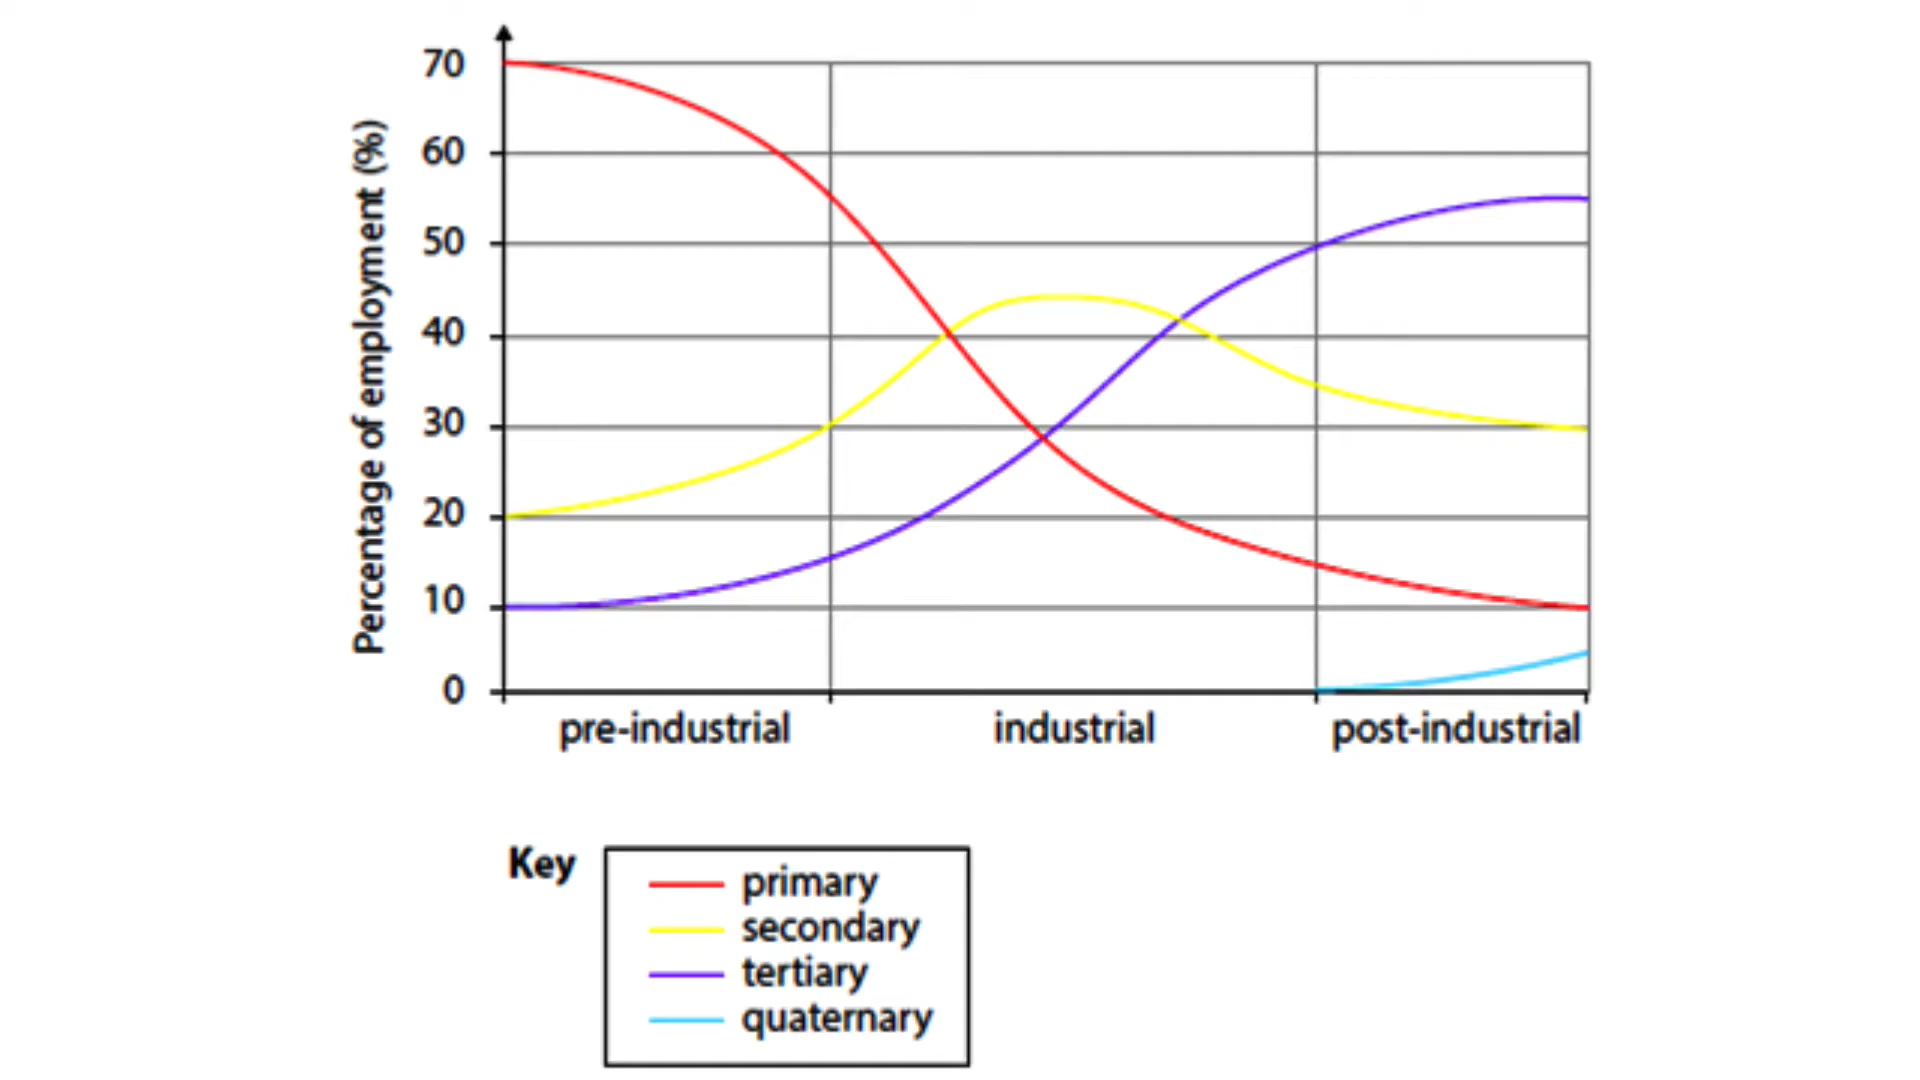 Percentage of employment (%)
70
60
50
40
30
20
10
0
pre-industrial industrial post-industrial
Key
primary
secondary
tertiary
quaternary